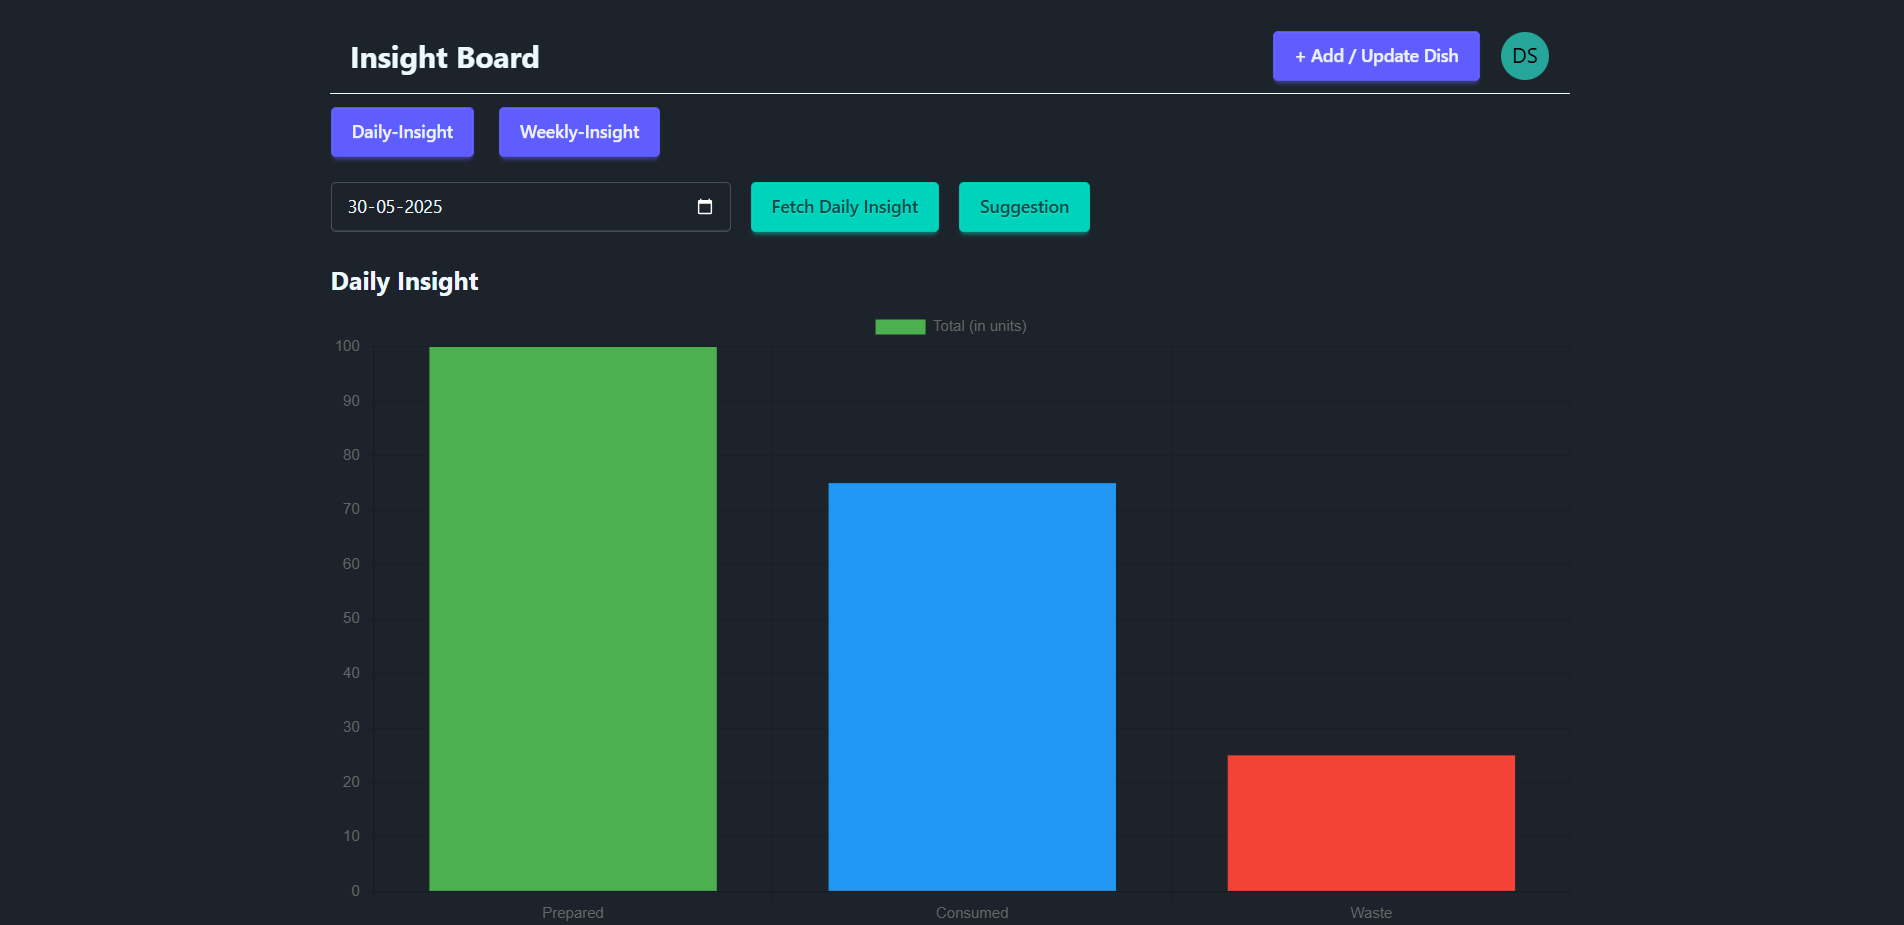 Insight Board
+ Add / Update Dish
DS
Daily-Insight
Weekly-Insight
30-05-2025
Fetch Daily Insight
Suggestion
Daily Insight
Total (in units)
100
90
80
70
60
50
40
30
20
10
0
Prepared
Consumed
Waste